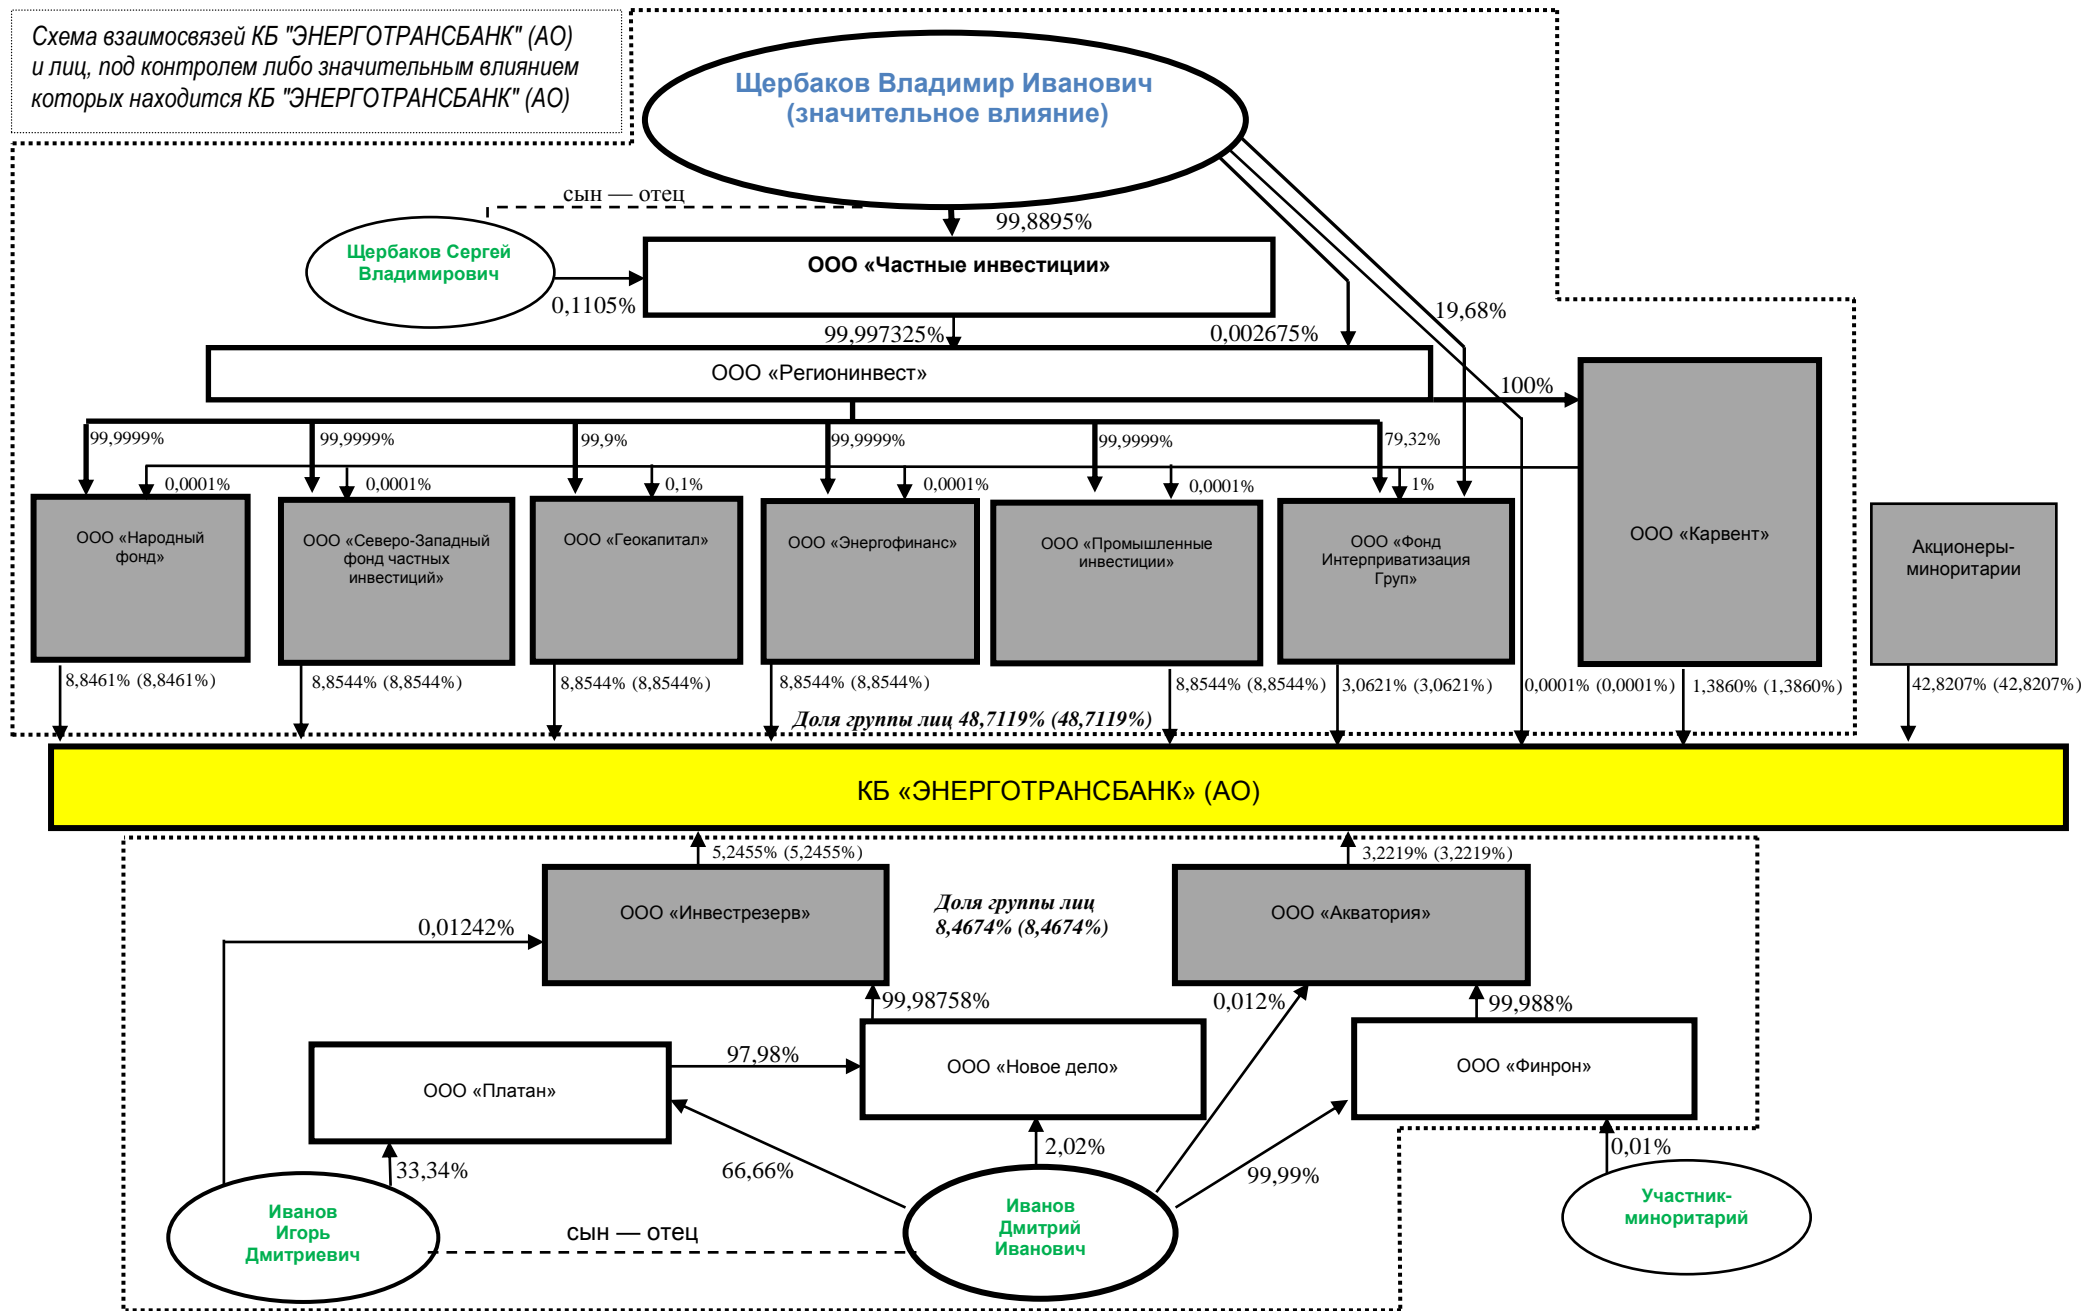 Схема взаимосвязей КБ "ЭНЕРГОТРАНСБАНК" (АО)
и лиц, под контролем либо значительным влиянием
которых находится КБ "ЭНЕРГОТРАНСБАНК" (АО)
Щербаков Владимир Иванович
(значительное влияние)
сын — отец
99,8895%
Щербаков Сергей
Владимирович
0,1105%
ООО «Частные инвестиции»
19,68%
99,997325%
0,002675%
ООО «Регионинвест»
100%
99,9999%
99,9999%
99,9%
99,9999%
99,9999%
79,32%
0,0001%
0,0001%
0,1%
0,0001%
0,0001%
1%
ООО «Народный
фонд»
ООО «Северо-Западный
фонд частных
инвестиций»
ООО «Геокапитал»
ООО «Энергофинанс»
ООО «Промышленные
инвестиции»
ООО «Фонд
Интерприватизация
Груп»
ООО «Карвент»
Акционеры-
миноритарии
8,8461% (8,8461%)
8,8544% (8,8544%)
8,8544% (8,8544%)
8,8544% (8,8544%)
8,8544% (8,8544%)
3,0621% (3,0621%)
0,0001% (0,0001%)
1,3860% (1,3860%)
42,8207% (42,8207%)
Доля группы лиц 48,7119% (48,7119%)
КБ «ЭНЕРГОТРАНСБАНК» (АО)
5,2455% (5,2455%)
3,2219% (3,2219%)
ООО «Инвестрезерв»
Доля группы лиц
8,4674% (8,4674%)
ООО «Акватория»
0,01242%
99,98758%
0,012%
99,988%
ООО «Платан»
97,98%
ООО «Новое дело»
ООО «Финрон»
33,34%
66,66%
2,02%
99,99%
0,01%
Иванов
Игорь
Дмитриевич
сын — отец
Иванов
Дмитрий
Иванович
Участник-
миноритарий